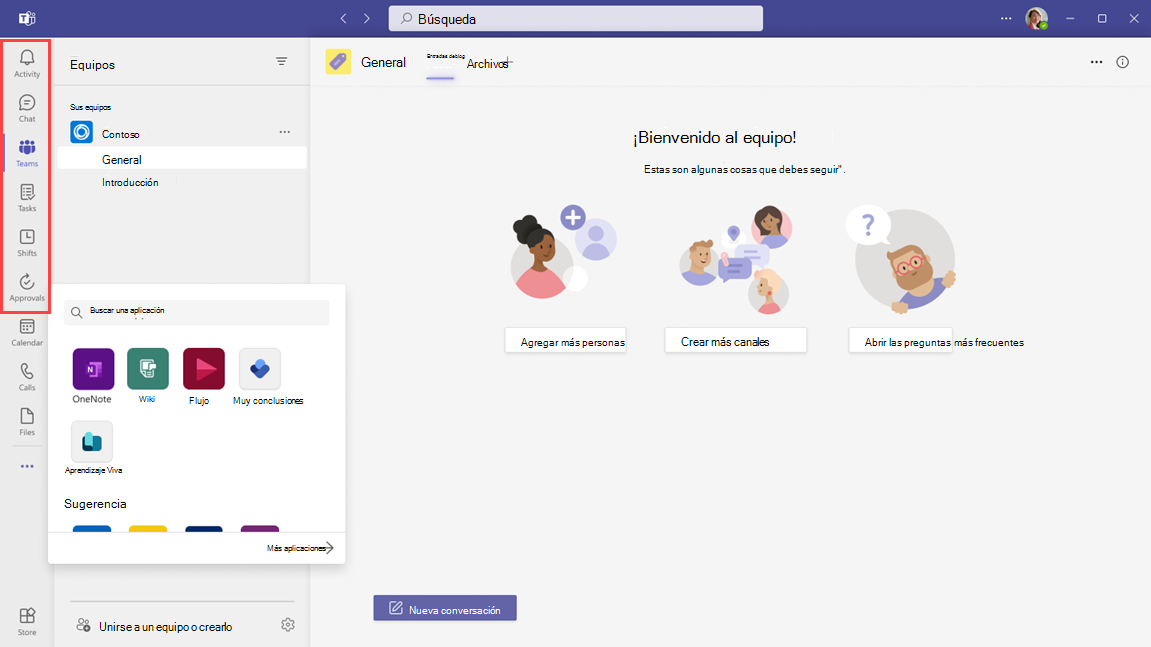 Búsqueda
Activity
Chat
Teams
Tasks
Shifts
Approvals
Calendar
Calls
Files
Store
Equipos
Sus equipos
Contoso
General
Introducción
Buscar una aplicación
OneNote
Wiki
Flujo
Muy conclusiones
Aprendizaje Viva
Sugerencia
Más aplicaciones
Unirse a un equipo o crearlo
General
Entradas de blog
Archivos
¡Bienvenido al equipo!
Estas son algunas cosas que debes seguir".
?
Agregar más personas
Crear más canales
Abrir las preguntas más frecuentes
Nueva conversación